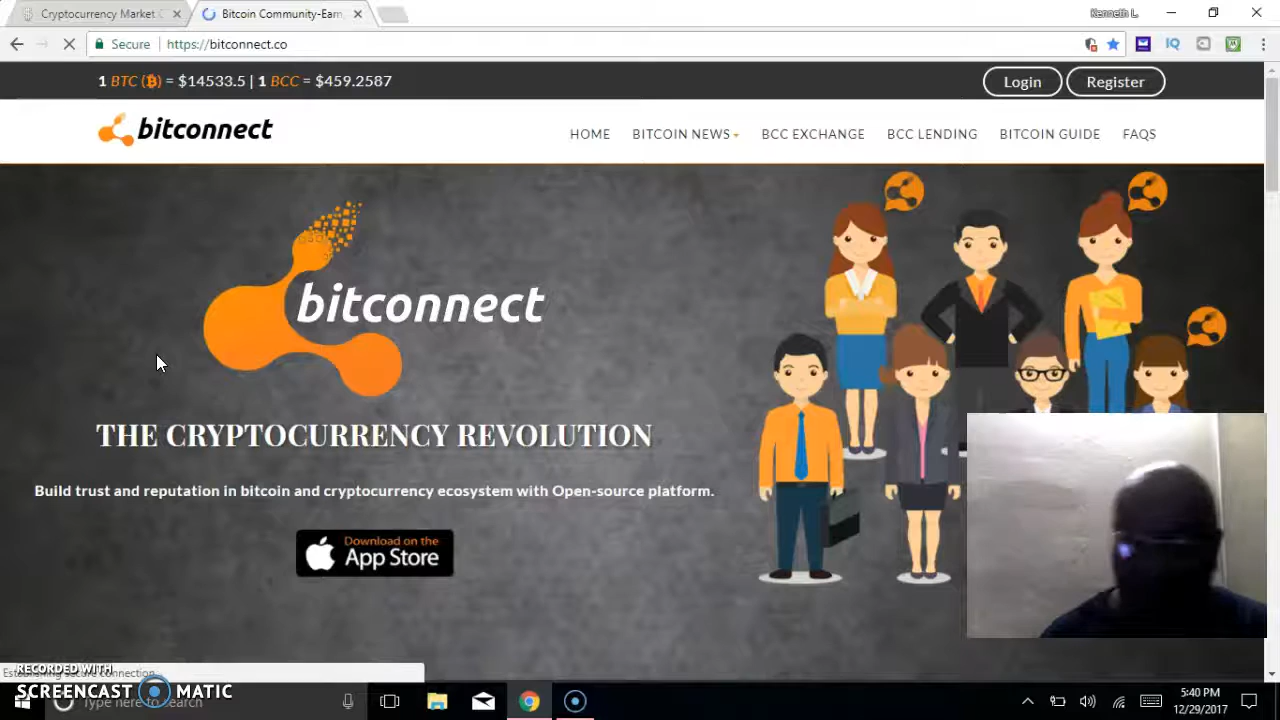 Cryptocurrency Market
Bitcoin Community-Earn
Kenneth L.
Secure
https://bitconnect.co
IQ
1 BTC (₿) = $14533.5 | 1 BCC = $459.2587
Login
Register
bitconnect
HOME
BITCOIN NEWS
BCC EXCHANGE
BCC LENDING
BITCOIN GUIDE
FAQS
bitconnect
THE CRYPTOCURRENCY REVOLUTION
Build trust and reputation in bitcoin and cryptocurrency ecosystem with Open-source platform.
Download on the
App Store
Establishing secure connection...
RECORDED WITH
SCREENCAST MATIC
Type here to search
5:40 PM
12/29/2017